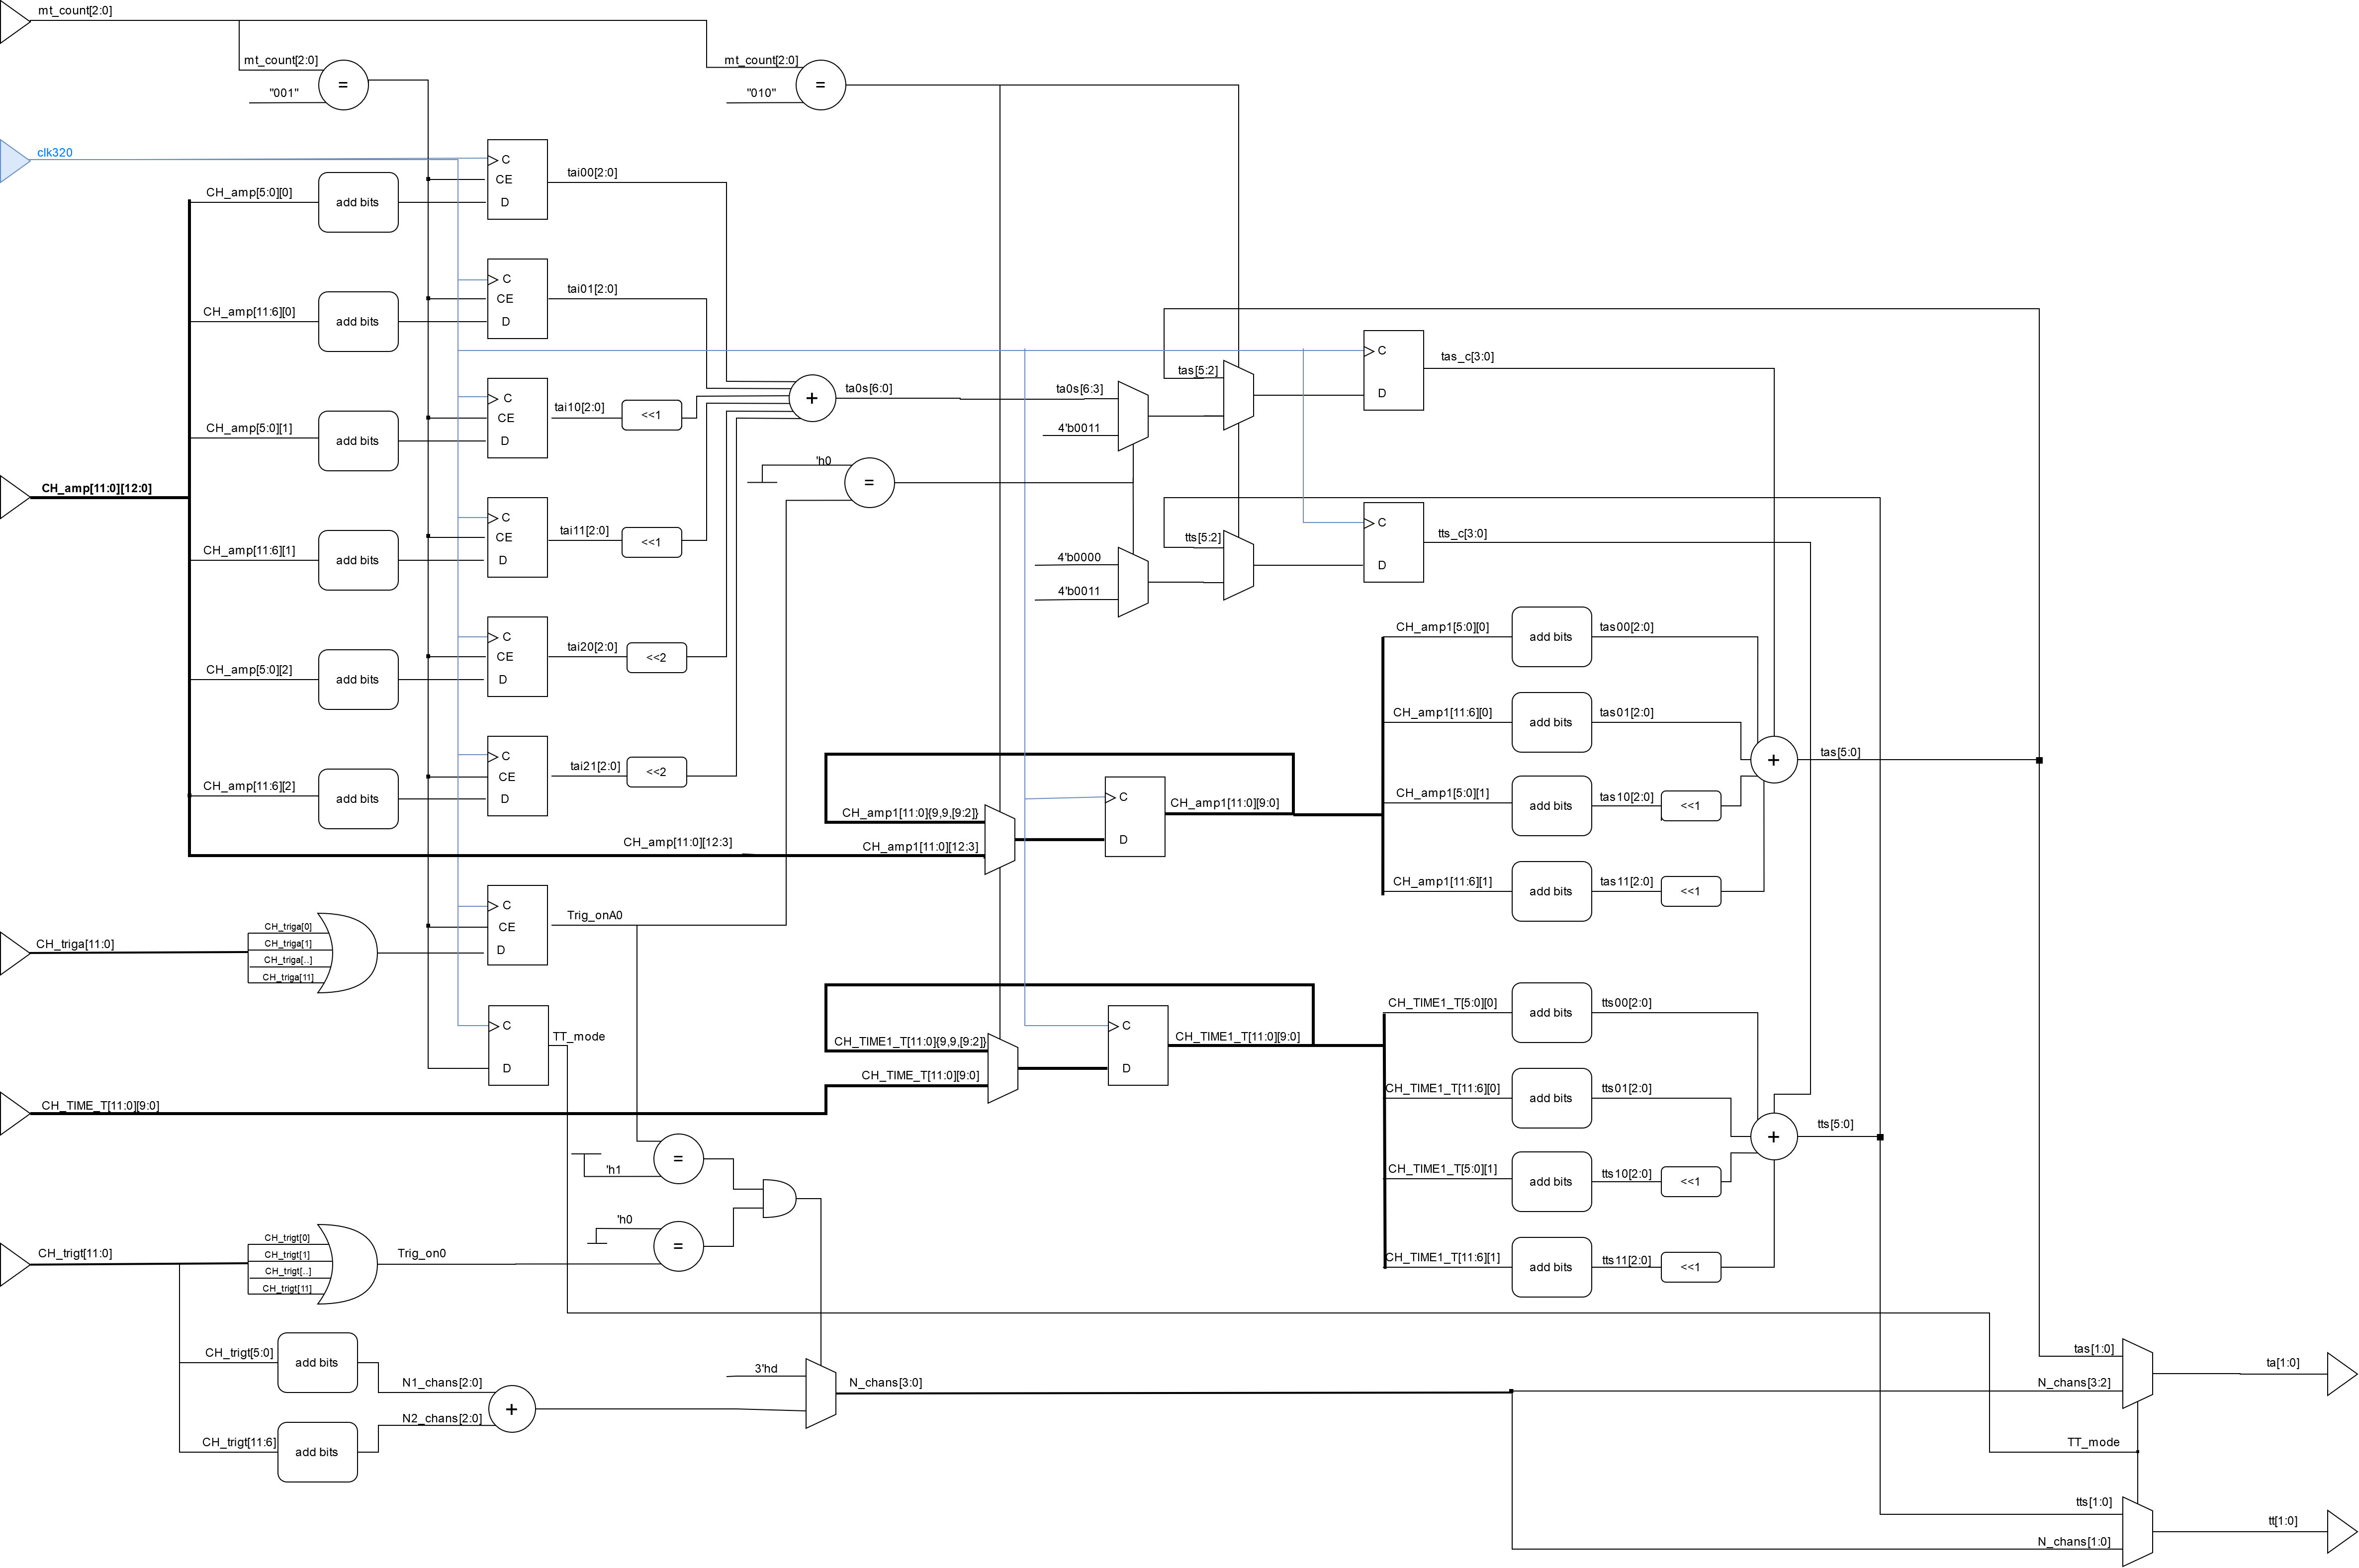 mt_count[2:0]
mt_count[2:0]
"001"
=
mt_count[2:0]
"010"
=
clk320
C
CE
D
tai00[2:0]
CH_amp[5:0][0]
add bits
C
CE
D
tai01[2:0]
CH_amp[11:6][0]
add bits
C
CE
D
tai10[2:0]
<<1
CH_amp[5:0][1]
add bits
+
ta0s[6:0]
ta0s[6:3]
4'b0011
tas[5:2]
C
D
tas_c[3:0]
'h0
=
CH_amp[11:0][12:0]
C
CE
D
tai11[2:0]
<<1
CH_amp[11:6][1]
add bits
4'b0000
4'b0011
tts[5:2]
C
D
tts_c[3:0]
C
CE
D
tai20[2:0]
<<2
CH_amp[5:0][2]
add bits
C
CE
D
tai21[2:0]
<<2
CH_amp[11:6][2]
add bits
CH_amp[11:0][12:3]
CH_amp1[11:0]{9,9,[9:2]}
CH_amp1[11:0][12:3]
C
D
CH_amp1[11:0][9:0]
CH_amp1[5:0][0]
add bits
tas00[2:0]
CH_amp1[11:6][0]
add bits
tas01[2:0]
CH_amp1[5:0][1]
add bits
tas10[2:0]
<<1
CH_amp1[11:6][1]
add bits
tas11[2:0]
<<1
+
tas[5:0]
CH_triga[11:0]
CH_triga[0]
CH_triga[1]
CH_triga[..]
CH_triga[11]
C
CE
D
Trig_onA0
C
D
TT_mode
CH_TIME_T[11:0][9:0]
CH_TIME1_T[11:0]{9,9,[9:2]}
CH_TIME_T[11:0][9:0]
C
D
CH_TIME1_T[11:0][9:0]
CH_TIME1_T[5:0][0]
add bits
tts00[2:0]
CH_TIME1_T[11:6][0]
add bits
tts01[2:0]
CH_TIME1_T[5:0][1]
add bits
tts10[2:0]
<<1
CH_TIME1_T[11:6][1]
add bits
tts11[2:0]
<<1
+
tts[5:0]
'h1
=
'h0
=
CH_trigt[11:0]
CH_trigt[0]
CH_trigt[1]
CH_trigt[..]
CH_trigt[11]
Trig_on0
CH_trigt[5:0]
add bits
N1_chans[2:0]
N2_chans[2:0]
+
CH_trigt[11:6]
add bits
3'hd
N_chans[3:0]
tas[1:0]
N_chans[3:2]
ta[1:0]
TT_mode
tts[1:0]
N_chans[1:0]
tt[1:0]